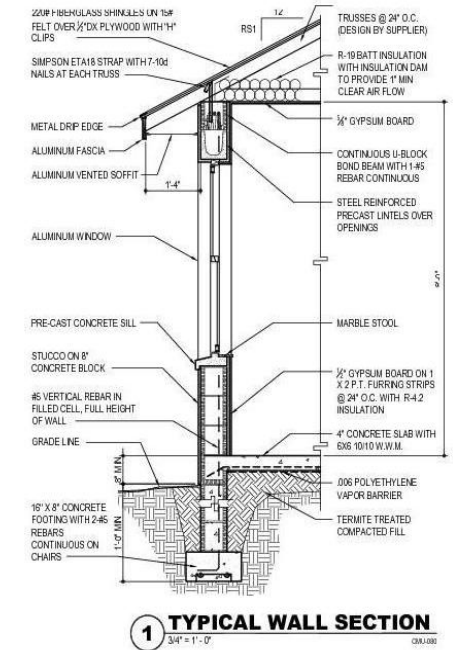 220# FIBERGLASS SHINGLES ON 15#
FELT OVER ½"DX PLYWOOD WITH "H"
CLIPS
SIMPSON ETA18 STRAP WITH 7-10d
NAILS AT EACH TRUSS
METAL DRIP EDGE
ALUMINUM FASCIA
ALUMINUM VENTED SOFFIT
1'-4"
ALUMINUM WINDOW
PRE-CAST CONCRETE SILL
STUCCO ON 8"
CONCRETE BLOCK
#5 VERTICAL REBAR IN
FILLED CELL, FULL HEIGHT
OF WALL
GRADE LINE
8" MIN.
16" X 8" CONCRETE
FOOTING WITH 2-#5
REBARS
CONTINUOUS ON
CHAIRS
1'-0" MIN.
12
RS1
TRUSSES @ 24" O.C.
(DESIGN BY SUPPLIER)
R-19 BATT INSULATION
WITH INSULATION DAM
TO PROVIDE 1" MIN
CLEAR AIR FLOW
GYPSUM BOARD
CONTINUOUS U-BLOCK
BOND BEAM WITH 1-#5
REBAR CONTINUOUS
STEEL REINFORCED
PRECAST LINTELS OVER
OPENINGS
MARBLE STOOL
½" GYPSUM BOARD ON 1
X 2 P.T. FURRING STRIPS
@ 24" O.C. WITH R-4.2
INSULATION
4" CONCRETE SLAB WITH
6X6 10/10 W.W.M.
.006 POLYETHYLENE
VAPOR BARRIER
TERMITE TREATED
COMPACTED FILL
1
TYPICAL WALL SECTION
3/4" = 1' - 0"